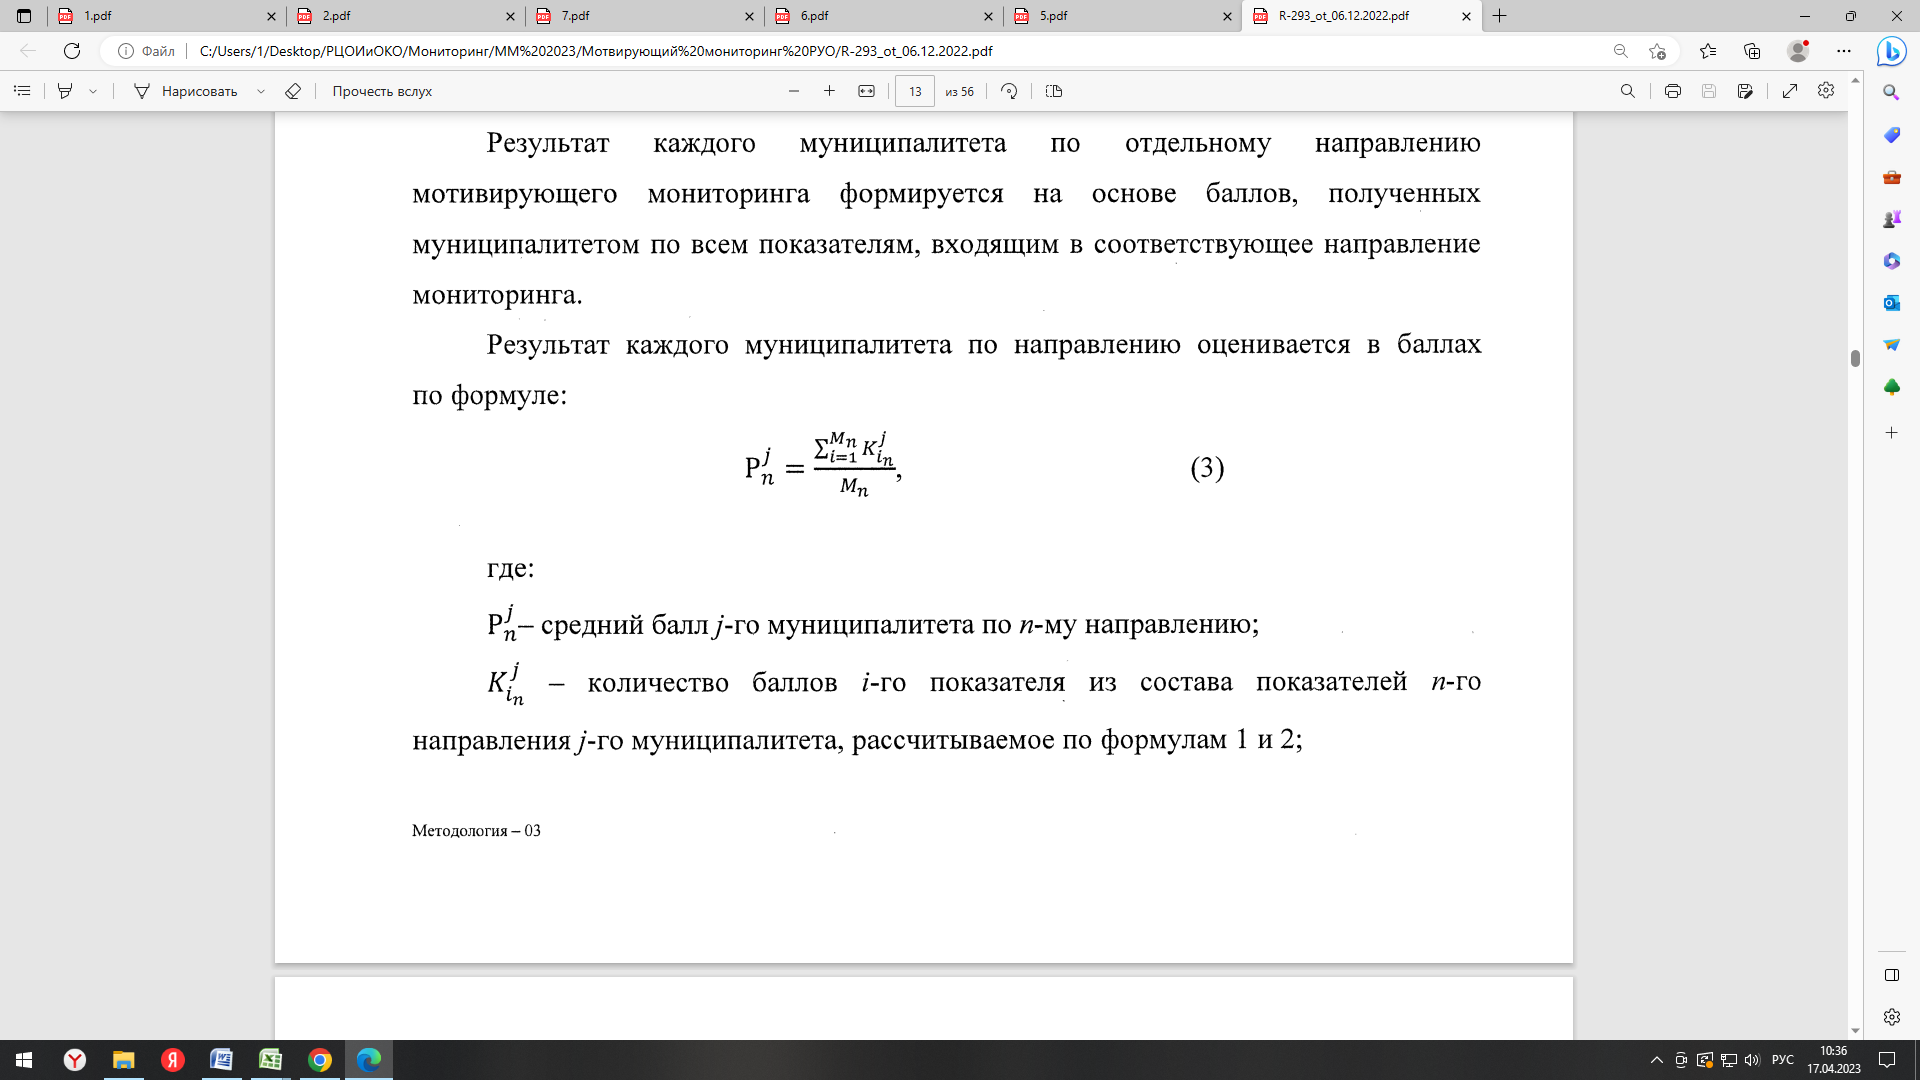 1.pdf
2.pdf
7.pdf
6.pdf
5.pdf
R-293_ot_06.12.2022.pdf
Файл
C:/Users/1/Desktop/РЦОИиОКО/Мониторинг/ММ%202023/Мотвирующий%20мониторинг%20РУО/R-293_ot_06.12.2022.pdf
Нарисовать
Прочесть вслух
13 из 56
Результат каждого муниципалитета по отдельному направлению
мотивирующего мониторинга формируется на основе баллов, полученных
муниципалитетом по всем показателям, входящим в соответствующее направление
мониторинга.
Результат каждого муниципалитета по направлению оценивается в баллах
по формуле:
P_n^j = \frac{\sum_{i=1}^{M_n} K_{i_n}^j}{M_n}, (3)
где:
P_n^j– средний балл j-го муниципалитета по n-му направлению;
K_{i_n}^j – количество баллов i-го показателя из состава показателей n-го
направления j-го муниципалитета, рассчитываемое по формулам 1 и 2;
Методология – 03
РУС
10:36
17.04.2023